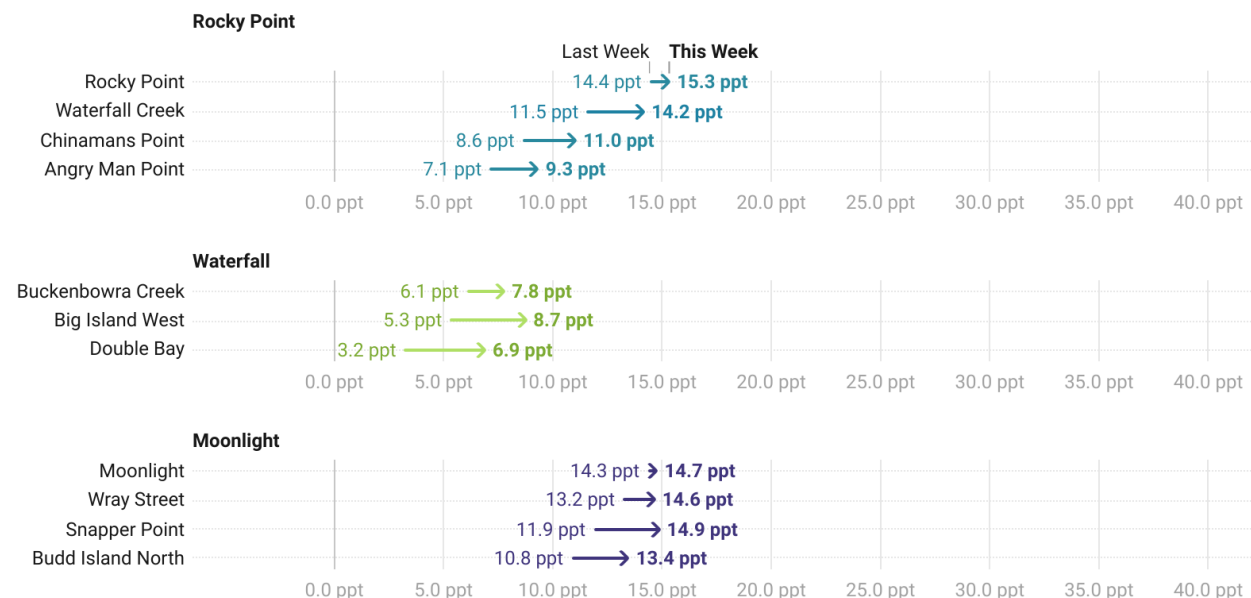 Rocky Point
Last Week This Week
Rocky Point 14.4 ppt 15.3 ppt
Waterfall Creek 11.5 ppt 14.2 ppt
Chinamans Point 8.6 ppt 11.0 ppt
Angry Man Point 7.1 ppt 9.3 ppt
0.0 ppt 5.0 ppt 10.0 ppt 15.0 ppt 20.0 ppt 25.0 ppt 30.0 ppt 35.0 ppt 40.0 ppt
Waterfall
Buckenbowra Creek 6.1 ppt 7.8 ppt
Big Island West 5.3 ppt 8.7 ppt
Double Bay 3.2 ppt 6.9 ppt
0.0 ppt 5.0 ppt 10.0 ppt 15.0 ppt 20.0 ppt 25.0 ppt 30.0 ppt 35.0 ppt 40.0 ppt
Moonlight
Moonlight 14.3 ppt 14.7 ppt
Wray Street 13.2 ppt 14.6 ppt
Snapper Point 11.9 ppt 14.9 ppt
Budd Island North 10.8 ppt 13.4 ppt
0.0 ppt 5.0 ppt 10.0 ppt 15.0 ppt 20.0 ppt 25.0 ppt 30.0 ppt 35.0 ppt 40.0 ppt